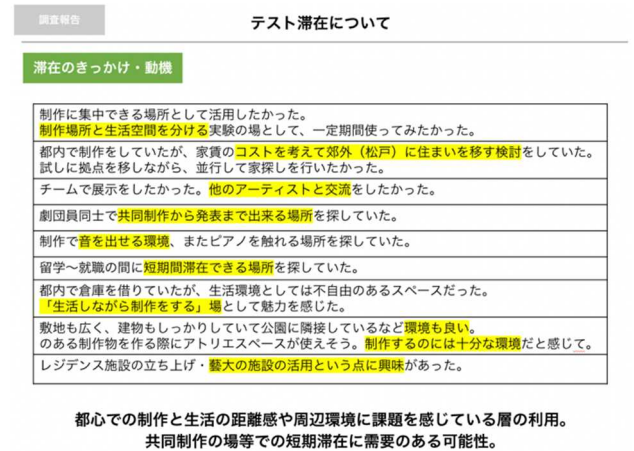 調査報告
テスト滞在について
滞在のきっかけ・動機
制作に集中できる場所として活用したかった。
制作場所と生活空間を分ける実験の場として、一定期間使ってみたかった。
都内で制作をしていたが、家賃のコストを考えて郊外（松戸）に住まいを移す検討をしていた。
試しに拠点を移しながら、並行して家探しを行いたかった。
チームで展示をしたかった。他のアーティストと交流をしたかった。
劇団員同士で共同制作から発表まで出来る場所を探していた。
制作で音を出せる環境、またピアノを触れる場所を探していた。
留学～就職の間に短期間滞在できる場所を探していた。
都内で倉庫を借りていたが、生活環境としては不自由のあるスペースだった。
「生活しながら制作をする」場として魅力を感じた。
敷地も広く、建物もしっかりしていて公園に隣接しているなど環境も良い。
のある制作物を作る際にアトリエスペースが使えそう。制作するのには十分な環境だと感じて。
レジデンス施設の立ち上げ・藝大の施設の活用という点に興味があった。
都心での制作と生活の距離感や周辺環境に課題を感じている層の利用。
共同制作の場等での短期滞在に需要のある可能性。